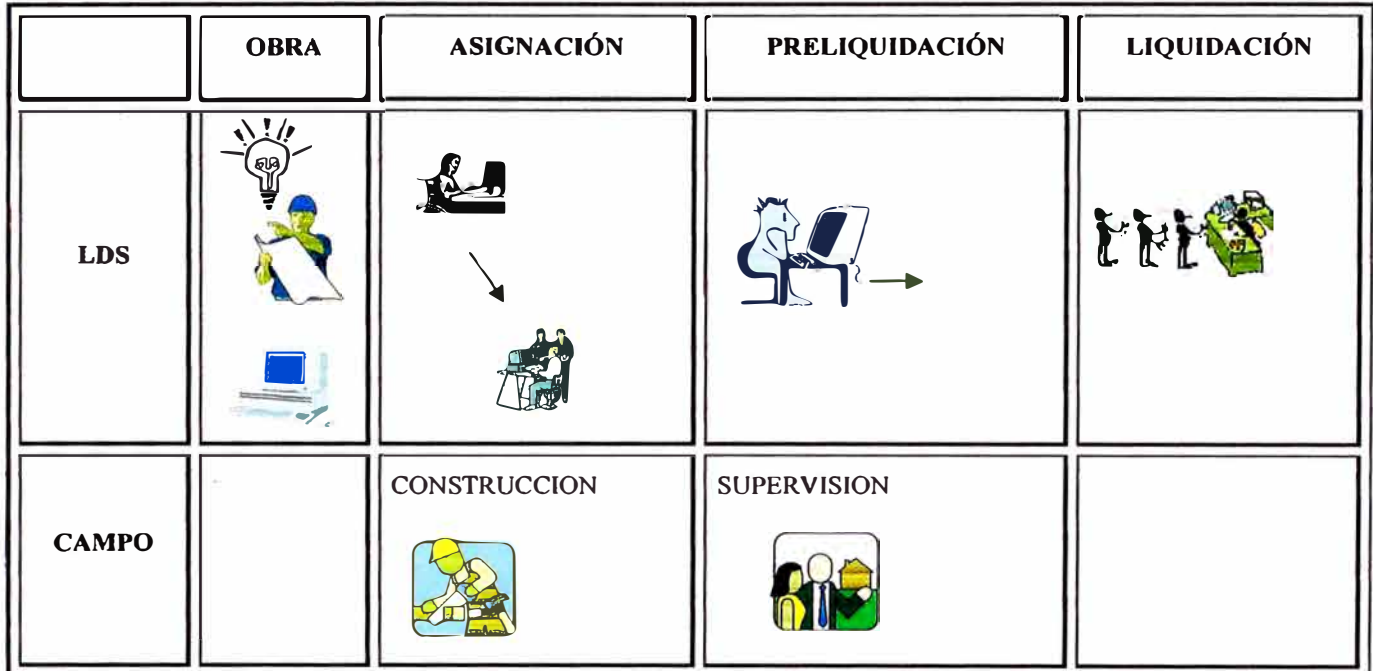 OBRA
ASIGNACIÓN
PRELIQUIDACIÓN
LIQUIDACIÓN
LDS
CAMPO
CONSTRUCCION
SUPERVISION